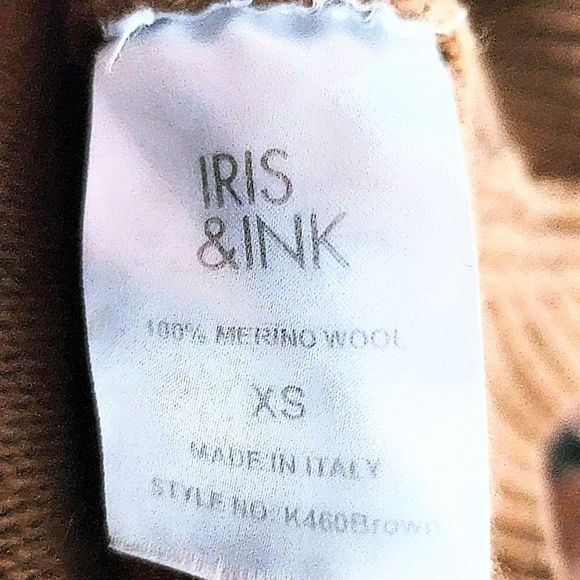 IRIS
&INK
100% MERINO WOOL
XS
MADE IN ITALY
STYLE NO: K460Brown